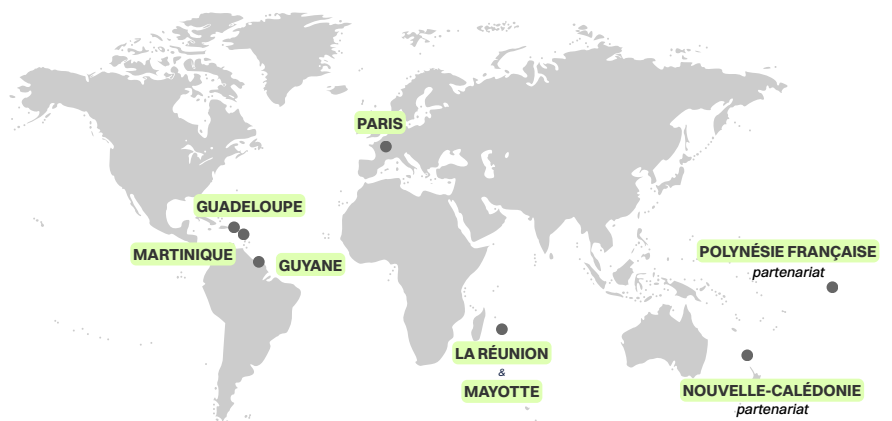 PARIS
GUADELOUPE
MARTINIQUE
GUYANE
POLYNÉSIE FRANÇAISE
partenariat
LA RÉUNION
&
MAYOTTE
NOUVELLE-CALÉDONIE
partenariat